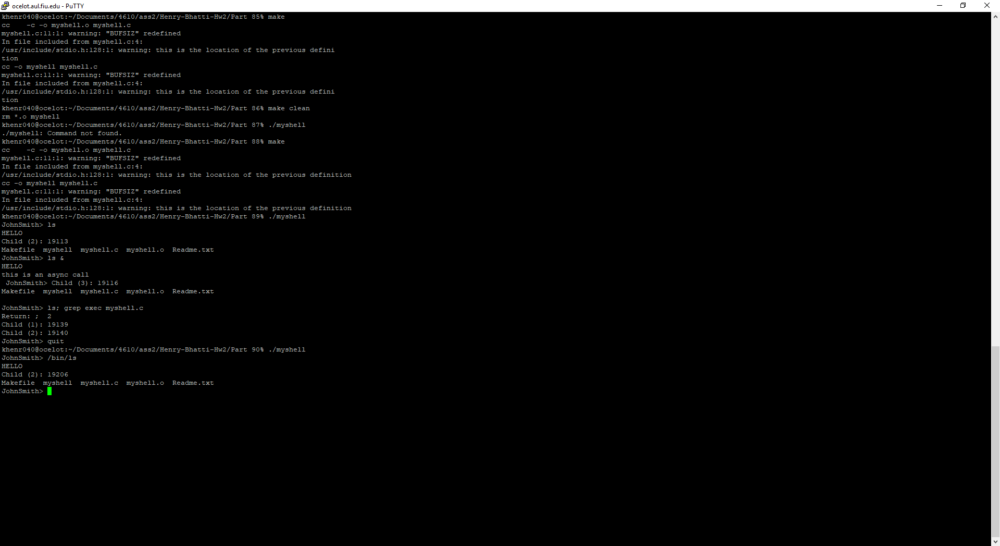 ocelot.aul.fiu.edu - PuTTY
khenr040@ocelot:~/Documents/4610/ass2/Henry-Bhatti-Hw2/Part 85% make
cc    -c -o myshell.o myshell.c
myshell.c:11:1: warning: "BUFSIZ" redefined
In file included from myshell.c:4:
/usr/include/stdio.h:128:1: warning: this is the location of the previous defini
tion
cc -o myshell myshell.c
myshell.c:11:1: warning: "BUFSIZ" redefined
In file included from myshell.c:4:
/usr/include/stdio.h:128:1: warning: this is the location of the previous defini
tion
khenr040@ocelot:~/Documents/4610/ass2/Henry-Bhatti-Hw2/Part 86% make clean
rm *.o myshell
khenr040@ocelot:~/Documents/4610/ass2/Henry-Bhatti-Hw2/Part 87% ./myshell
./myshell: Command not found.
khenr040@ocelot:~/Documents/4610/ass2/Henry-Bhatti-Hw2/Part 88% make
cc    -c -o myshell.o myshell.c
myshell.c:11:1: warning: "BUFSIZ" redefined
In file included from myshell.c:4:
/usr/include/stdio.h:128:1: warning: this is the location of the previous definition
cc -o myshell myshell.c
myshell.c:11:1: warning: "BUFSIZ" redefined
In file included from myshell.c:4:
/usr/include/stdio.h:128:1: warning: this is the location of the previous definition
khenr040@ocelot:~/Documents/4610/ass2/Henry-Bhatti-Hw2/Part 89% ./myshell
JohnSmith> ls
HELLO
Child (2): 19113
Makefile  myshell  myshell.c  myshell.o  Readme.txt
JohnSmith> ls &
HELLO
this is an async call
 JohnSmith> Child (3): 19116
Makefile  myshell  myshell.c  myshell.o  Readme.txt

JohnSmith> ls; grep exec myshell.c
Return: ;  2
Child (1): 19139
Child (2): 19140
JohnSmith> quit
khenr040@ocelot:~/Documents/4610/ass2/Henry-Bhatti-Hw2/Part 90% ./myshell
JohnSmith> /bin/ls
HELLO
Child (2): 19206
Makefile  myshell  myshell.c  myshell.o  Readme.txt
JohnSmith>